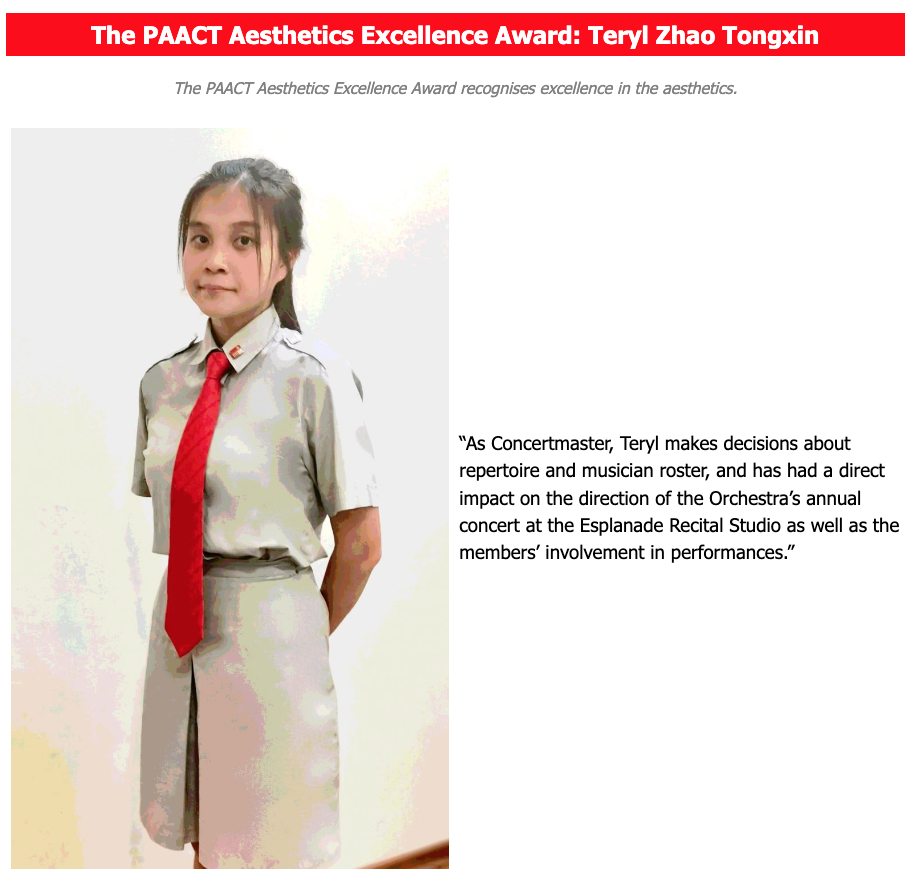 The PAACT Aesthetics Excellence Award: Teryl Zhao Tongxin
The PAACT Aesthetics Excellence Award recognises excellence in the aesthetics.
“As Concertmaster, Teryl makes decisions about
repertoire and musician roster, and has had a direct
impact on the direction of the Orchestra’s annual
concert at the Esplanade Recital Studio as well as the
members’ involvement in performances.”